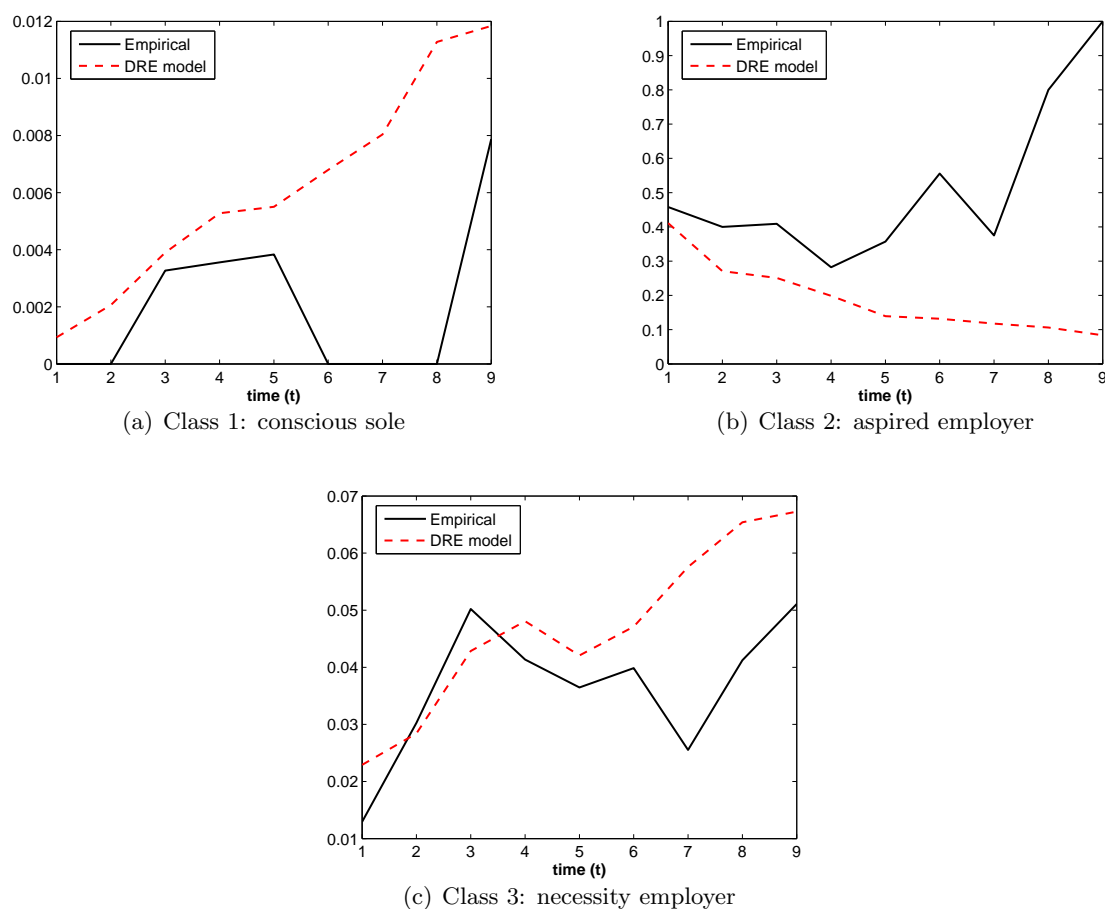 0.012
0.01
0.008
0.006
0.004
0.002
0
Empirical
DRE model
1 2 3 4 5 6 7 8 9
time (t)
(a) Class 1: conscious sole
1
0.9
0.8
0.7
0.6
0.5
0.4
0.3
0.2
0.1
0
Empirical
DRE model
1 2 3 4 5 6 7 8 9
time (t)
(b) Class 2: aspired employer
0.07
0.06
0.05
0.04
0.03
0.02
0.01
Empirical
DRE model
1 2 3 4 5 6 7 8 9
time (t)
(c) Class 3: necessity employer